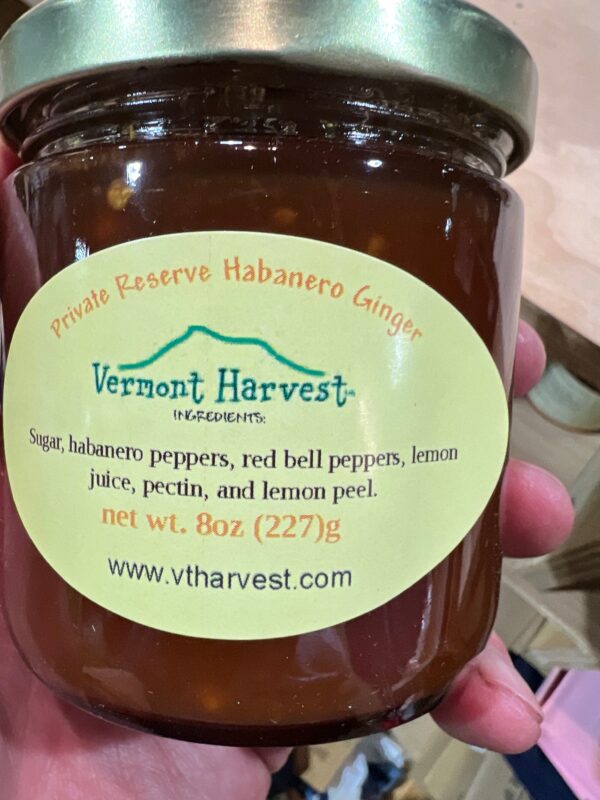 Private Reserve Habanero Ginger
Vermont Harvest
INGREDIENTS:
Sugar, habanero peppers, red bell peppers, lemon
juice, pectin, and lemon peel.
net wt. 8oz (227)g
www.vtharvest.com